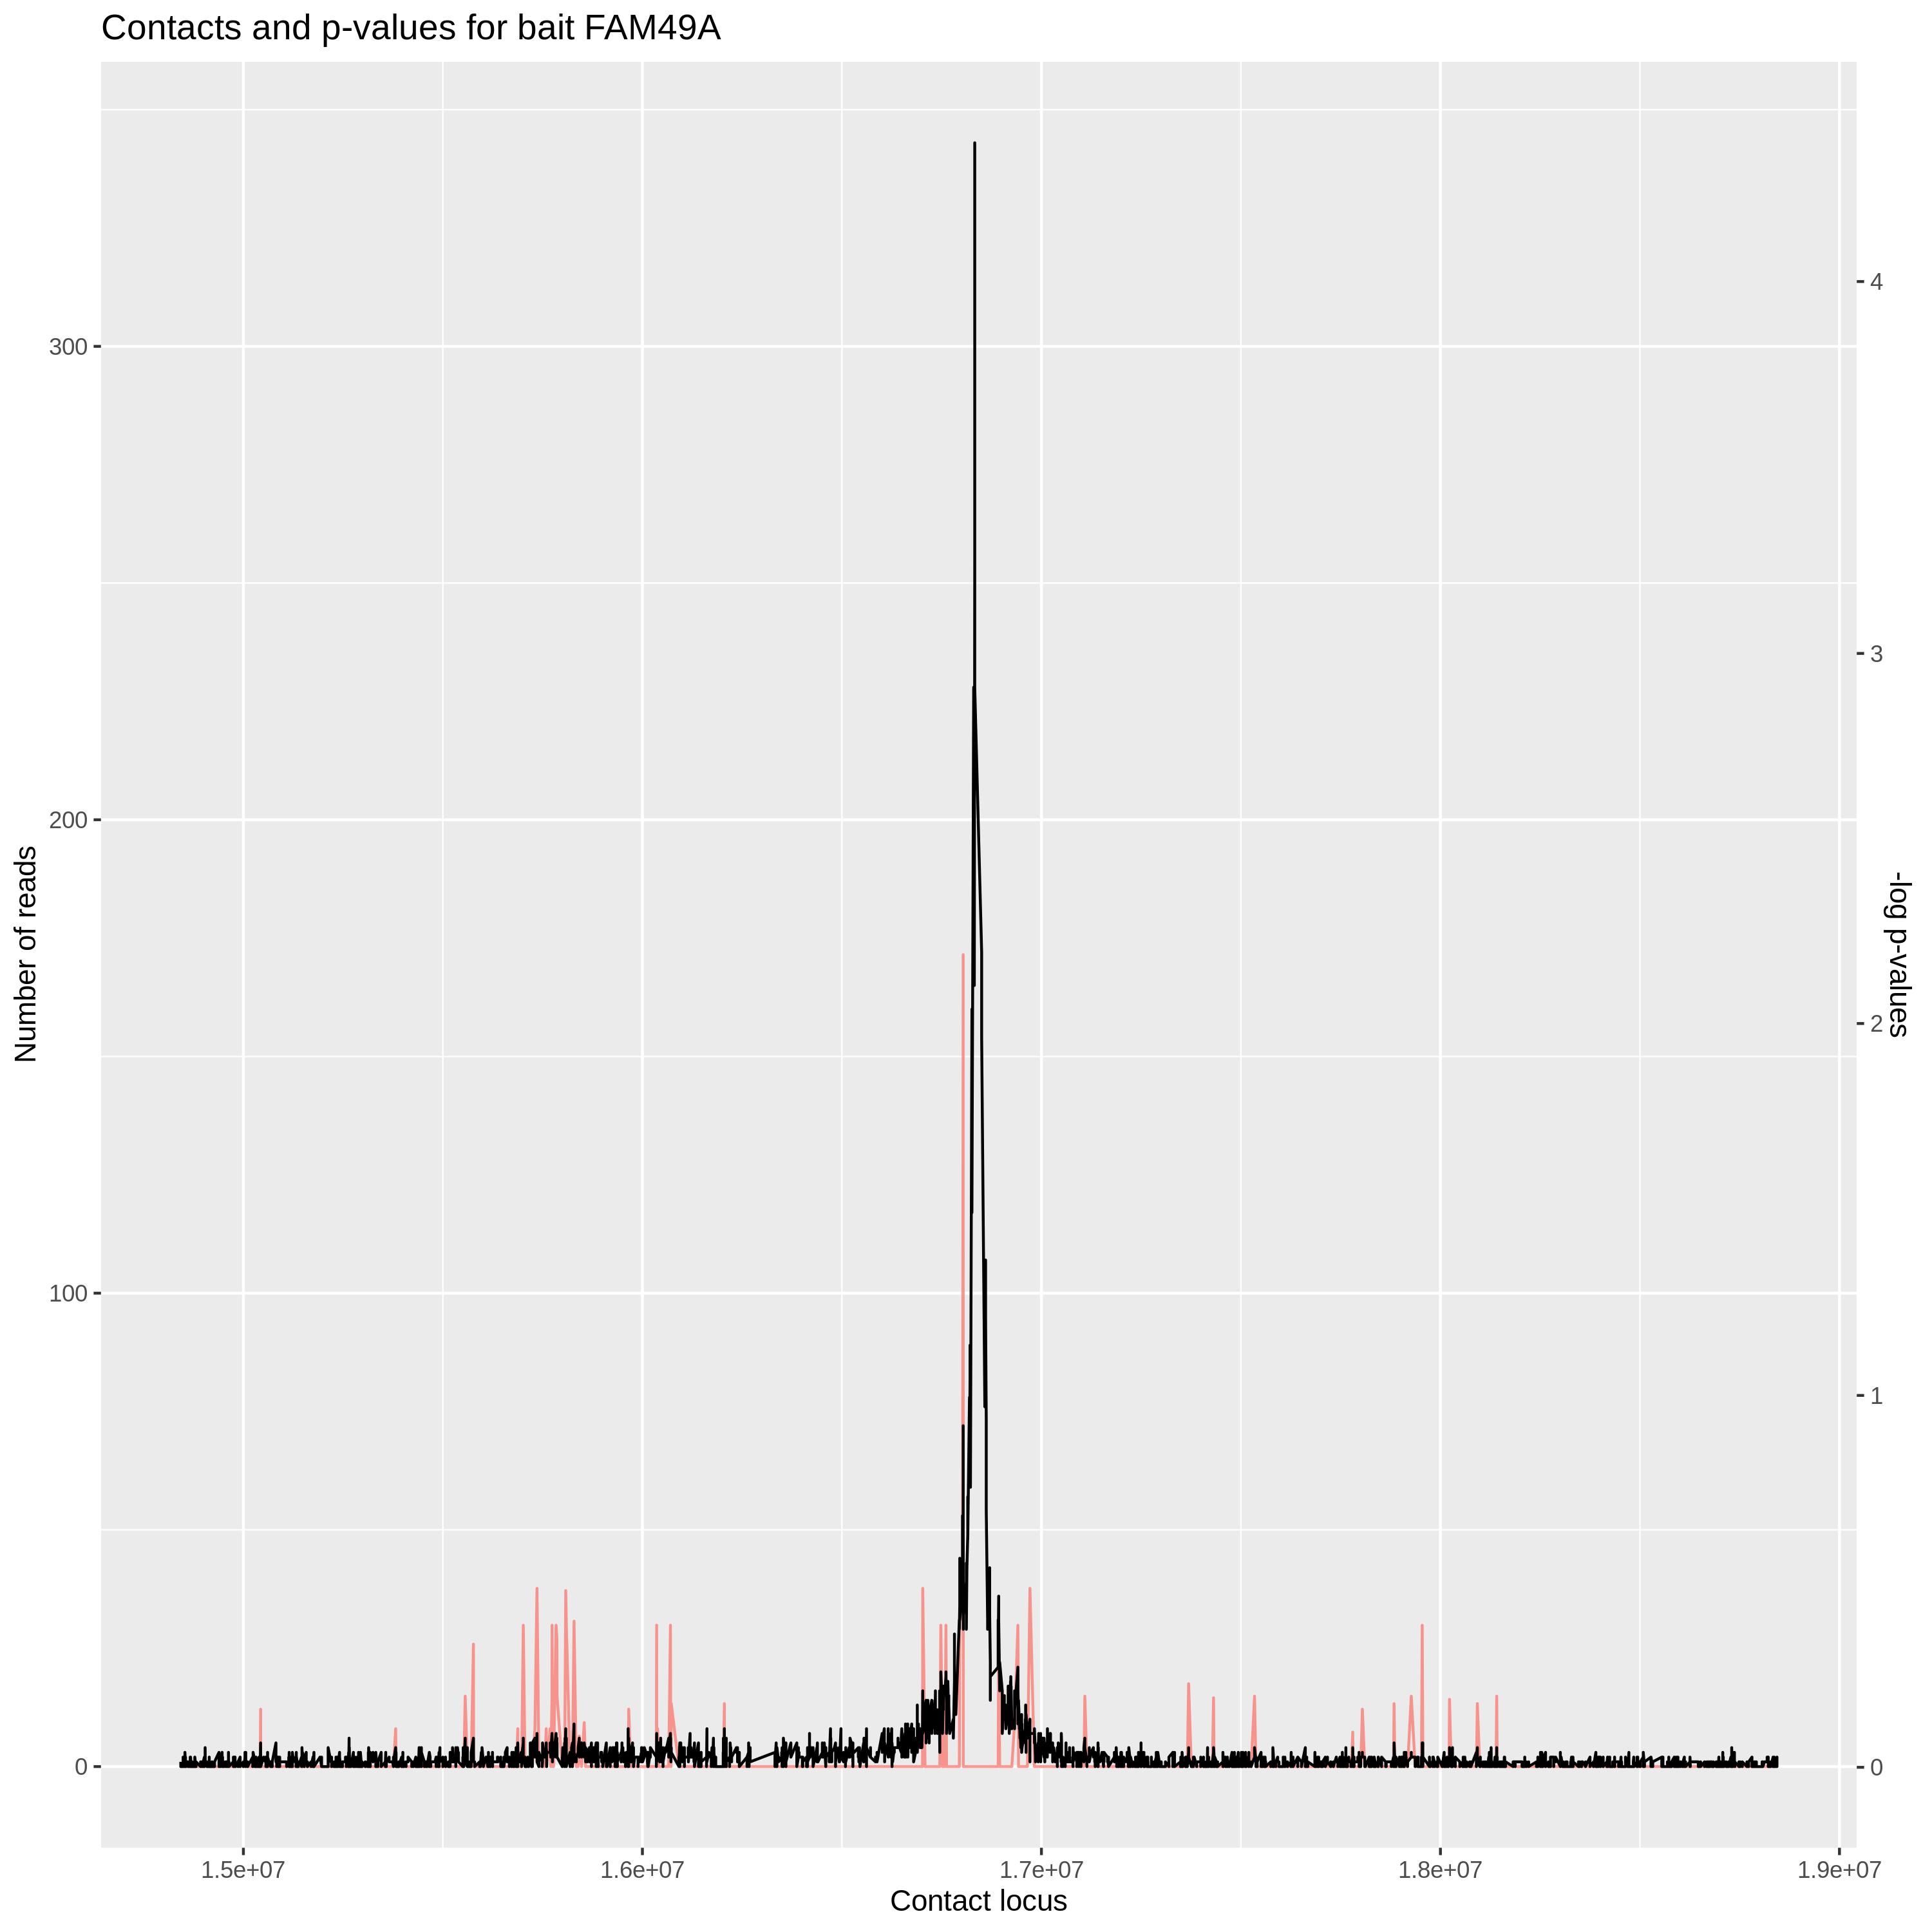 Contacts and p-values for bait FAM49A
Number of reads
300
200
100
0
4
3
2
1
0
-log p-values
1.5e+07
1.6e+07
1.7e+07
1.8e+07
1.9e+07
Contact locus